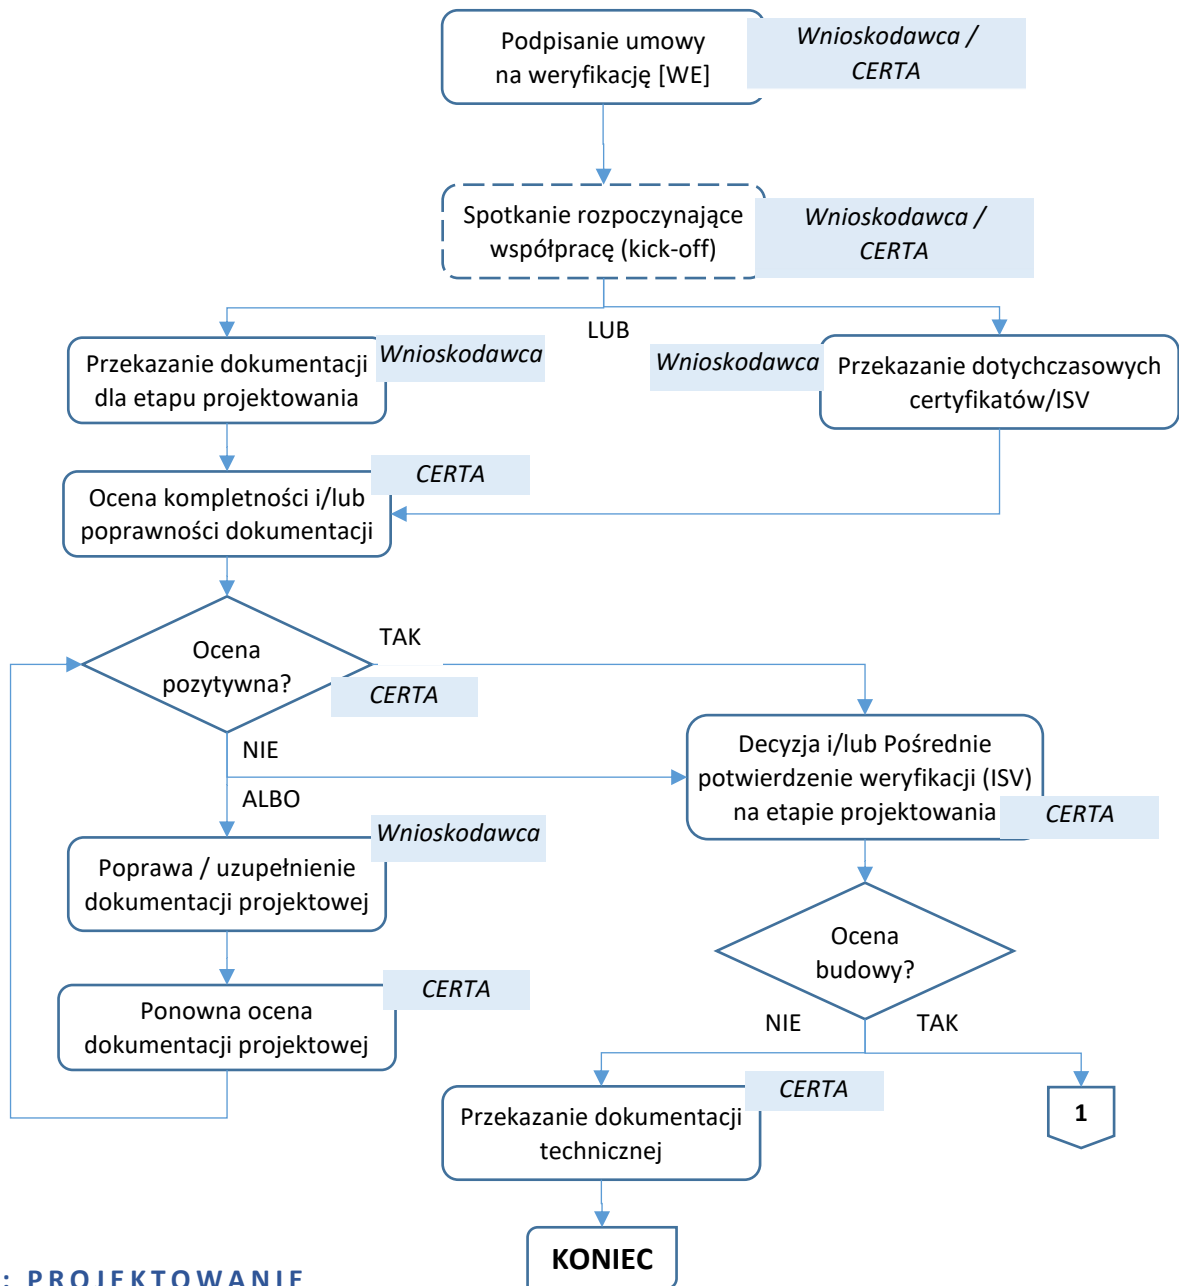 Podpisanie umowy
na weryfikację [WE]
Wnioskodawca /
CERTA
Spotkanie rozpoczynające
współpracę (kick-off)
Wnioskodawca /
CERTA
LUB
Przekazanie dokumentacji
dla etapu projektowania
Wnioskodawca
Wnioskodawca
Przekazanie dotychczasowych
certyfikatów/ISV
CERTA
Ocena kompletności i/lub
poprawności dokumentacji
Ocena
pozytywna?
TAK
CERTA
NIE
ALBO
Decyzja i/lub Pośrednie
potwierdzenie weryfikacji (ISV)
na etapie projektowania
CERTA
Wnioskodawca
Poprawa / uzupełnienie
dokumentacji projektowej
Ocena
budowy?
CERTA
Ponowna ocena
dokumentacji projektowej
NIE
TAK
CERTA
Przekazanie dokumentacji
technicznej
1
KONIEC
: PROJEKTOWANIE